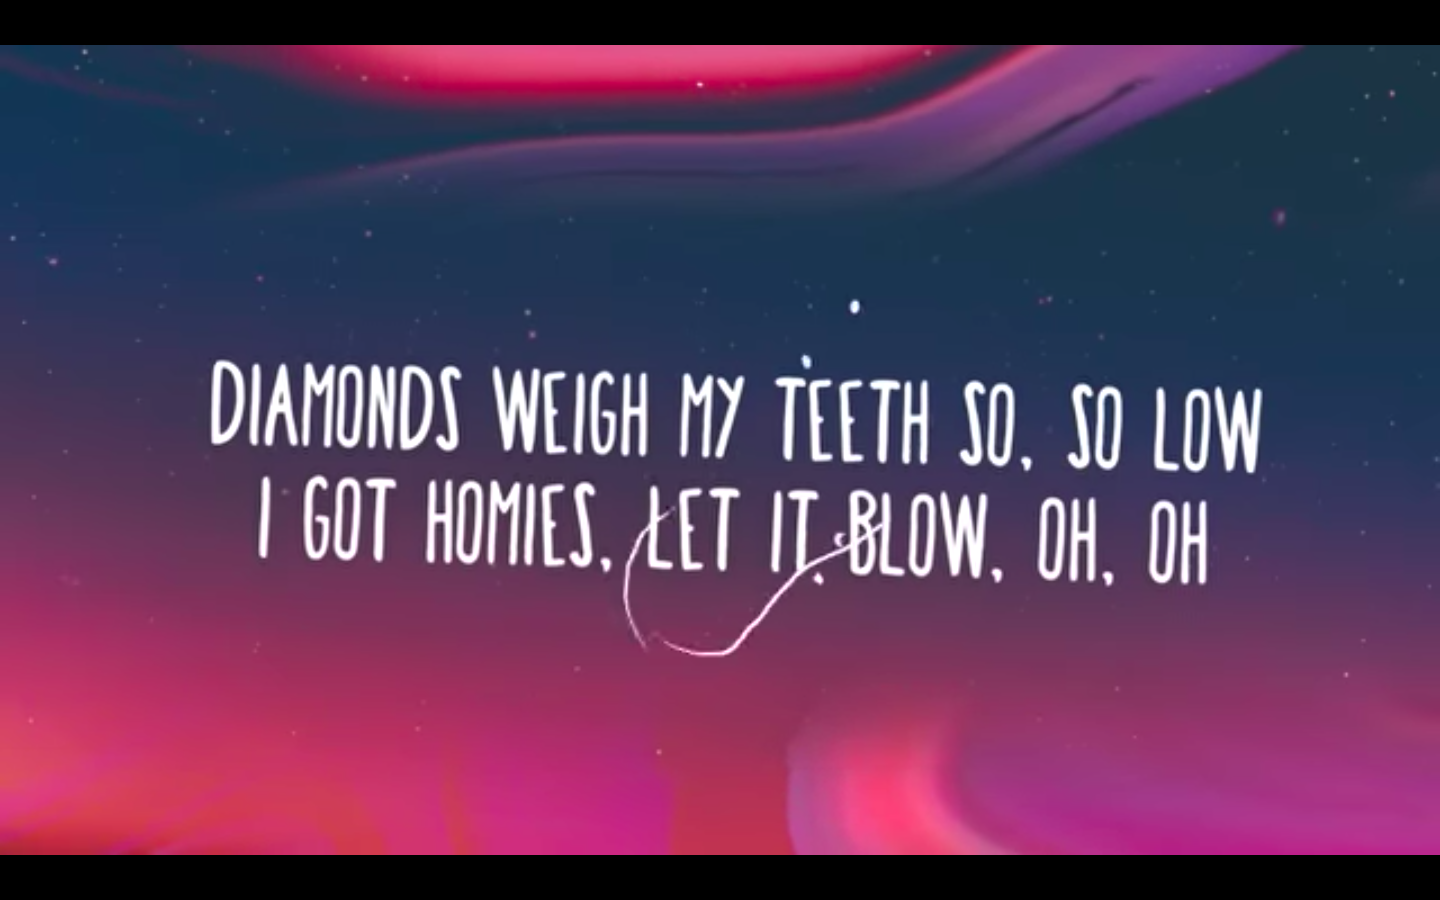 DIAMONDS WEIGH MY TEETH SO, SO LOW
I GOT HOMIES, LET IT BLOW, OH, OH